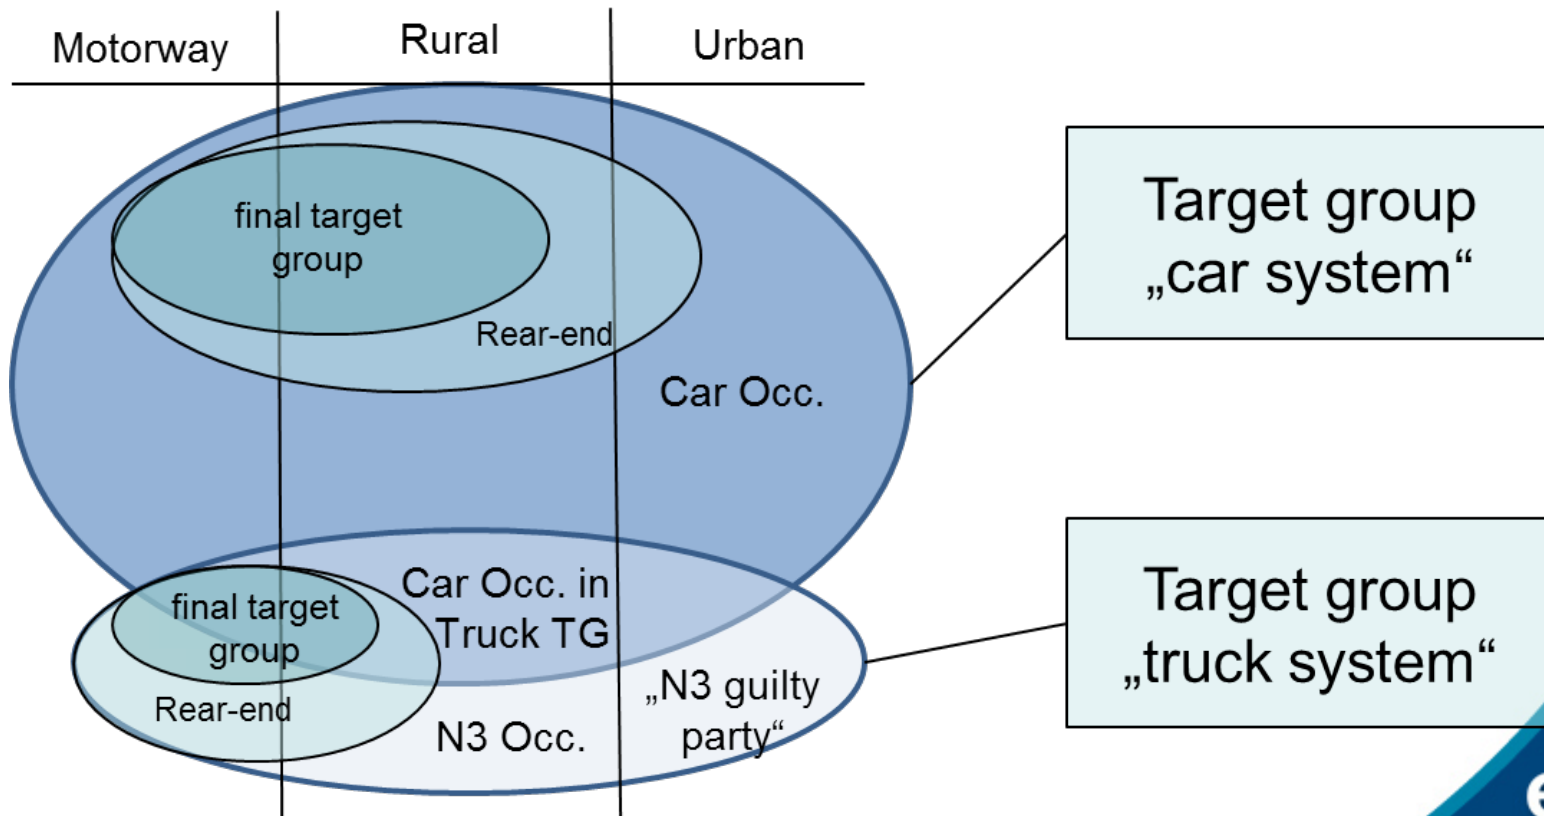 Motorway
Rural
Urban
final target
group
Rear-end
Car Occ.
Target group
„car system“
Car Occ. in
Truck TG
final target
group
Rear-end
N3 Occ.
„N3 guilty
party“
Target group
„truck system“